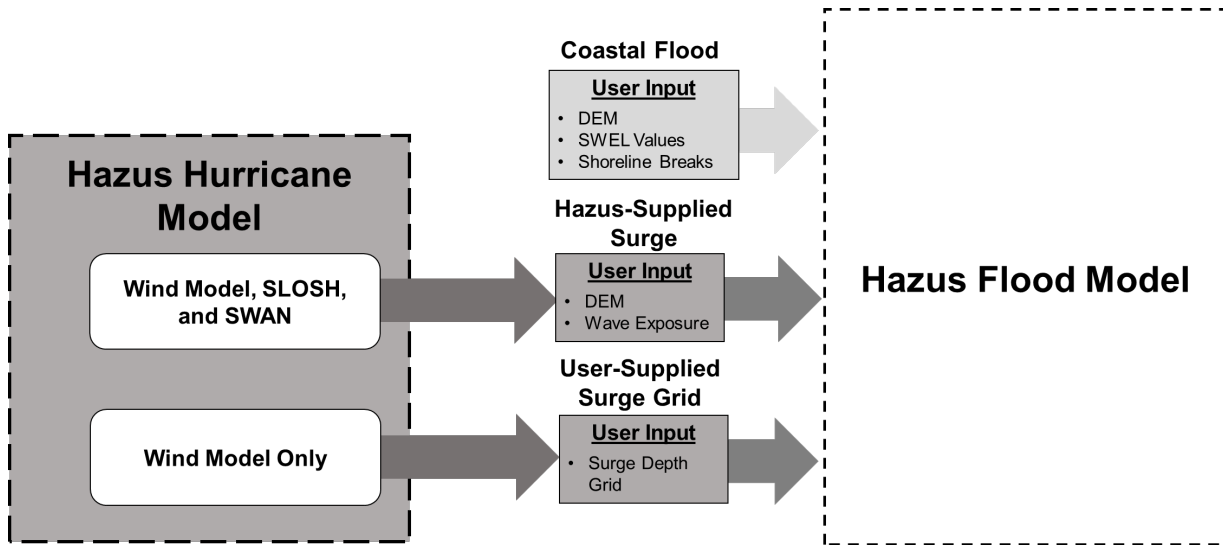 Hazus Hurricane
Model
Wind Model, SLOSH,
and SWAN
Wind Model Only
Coastal Flood
User Input
• DEM
• SWEL Values
• Shoreline Breaks
Hazus-Supplied
Surge
User Input
• DEM
• Wave Exposure
User-Supplied
Surge Grid
User Input
• Surge Depth
Grid
Hazus Flood Model